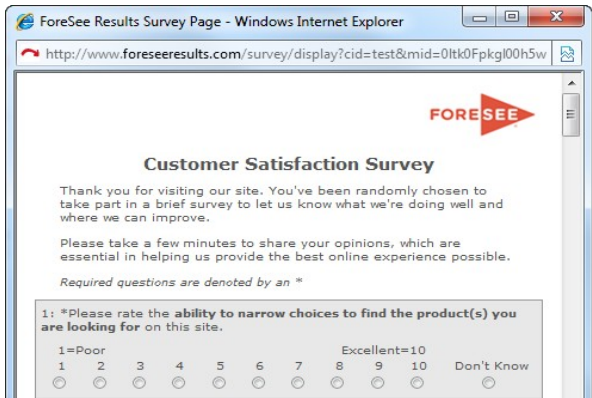 ForeSee Results Survey Page - Windows Internet Explorer
http://www.foreseeresults.com/survey/display?cid=test&mid=0ltk0Fpkgl00h5w
FORESEE
Customer Satisfaction Survey
Thank you for visiting our site. You've been randomly chosen to
take part in a brief survey to let us know what we're doing well and
where we can improve.
Please take a few minutes to share your opinions, which are
essential in helping us provide the best online experience possible.
Required questions are denoted by an *
1: *Please rate the ability to narrow choices to find the product(s) you
are looking for on this site.
1=Poor Excellent=10
1 2 3 4 5 6 7 8 9 10 Don't Know